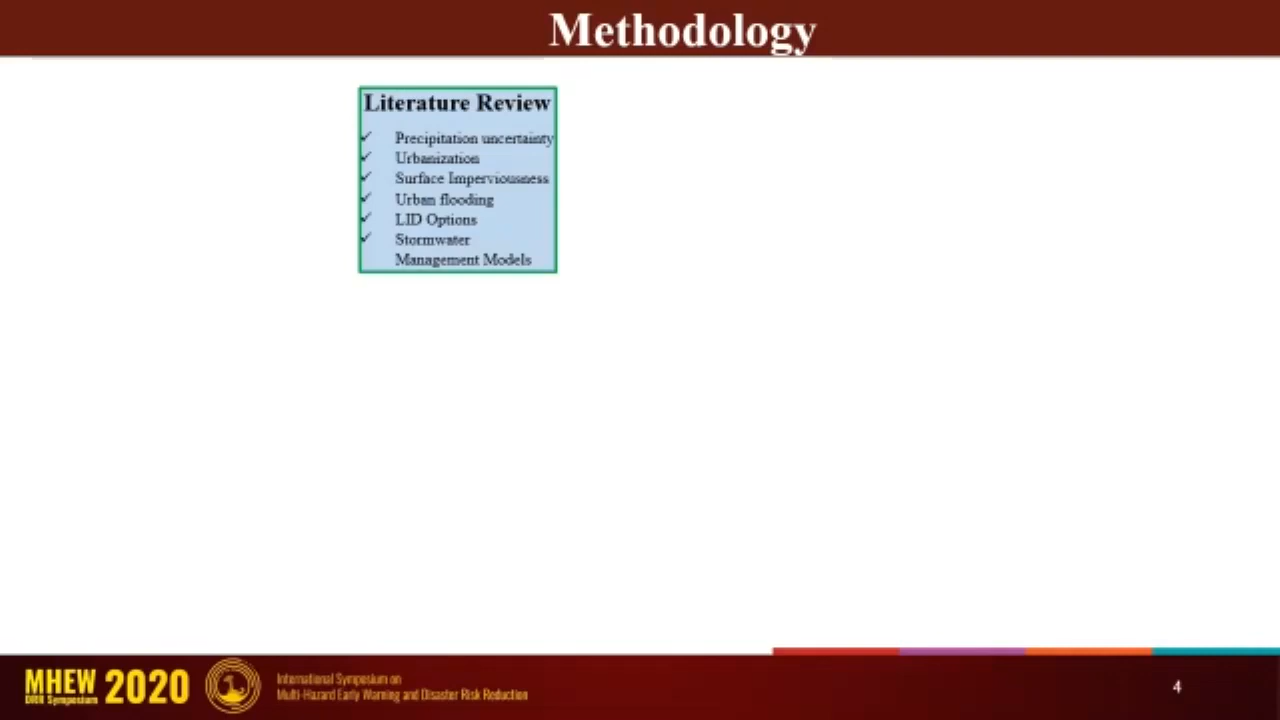 Methodology
Literature Review
✓ Precipitation uncertainty
✓ Urbanization
✓ Surface Imperviousness
✓ Urban flooding
✓ LID Options
✓ Stormwater
Management Models
MHEW
DRR Symposium
2020
International Symposium on
Multi-Hazard Early Warning and Disaster Risk Reduction
4